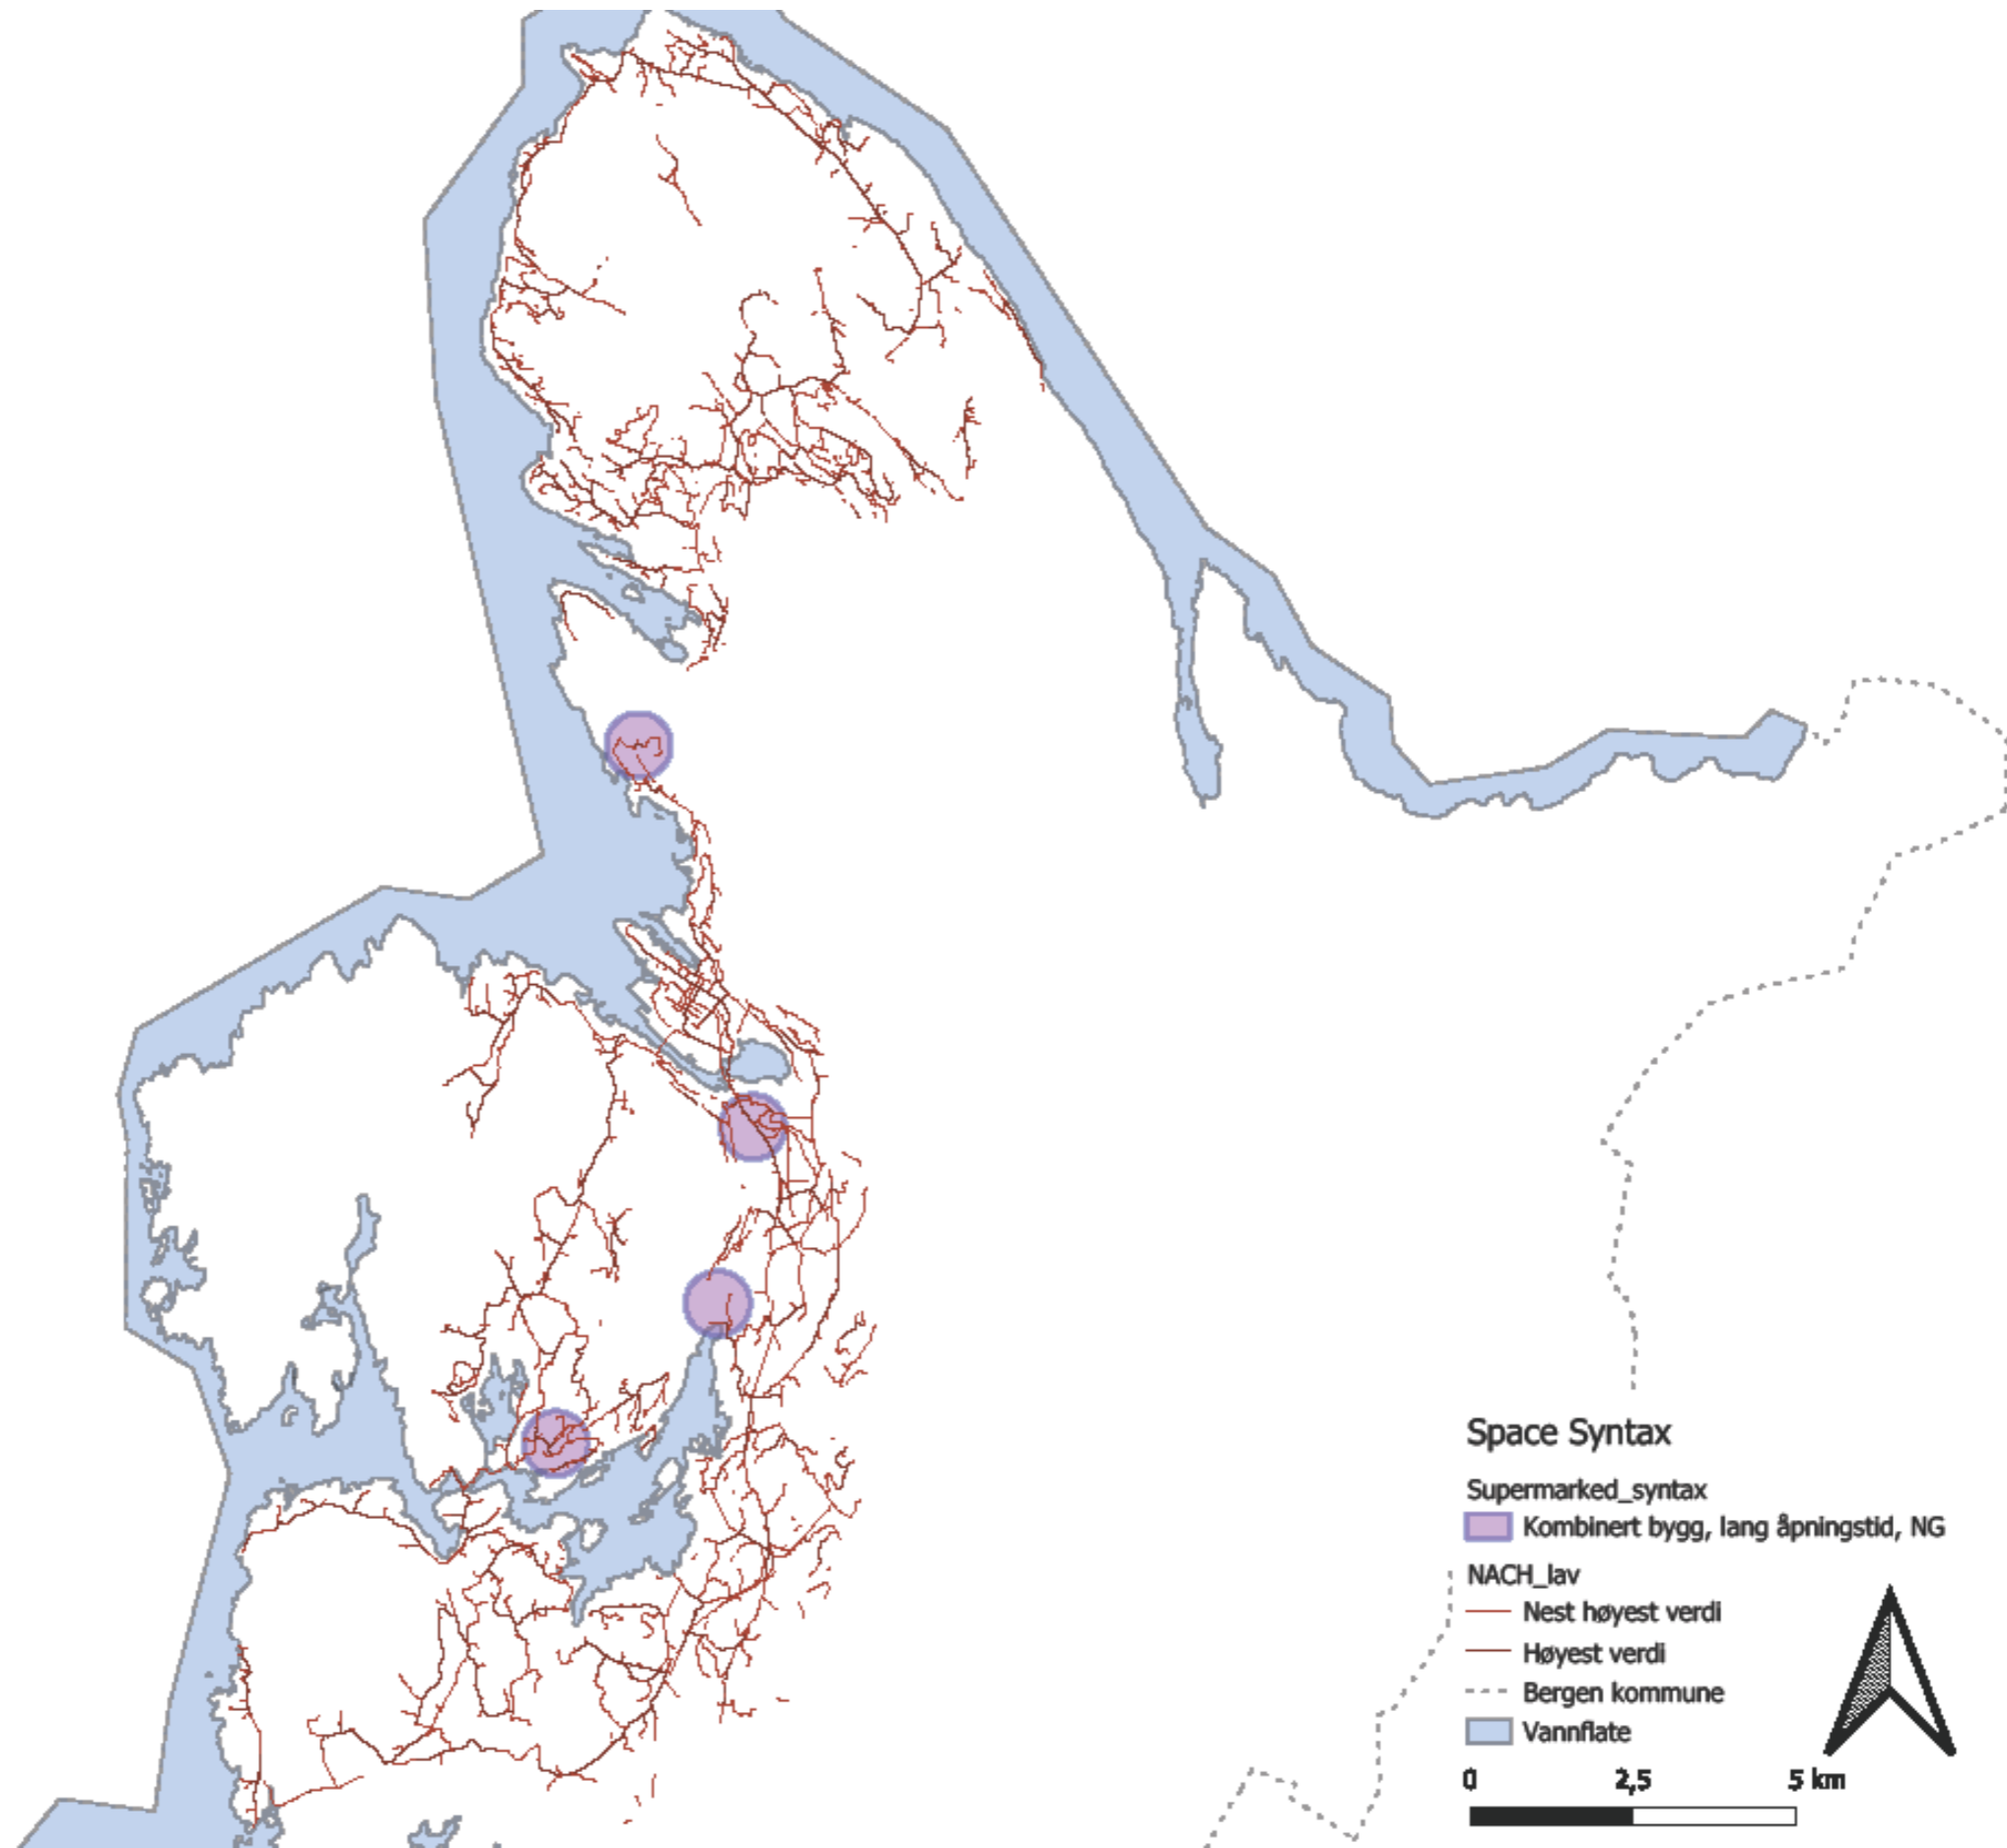 Space Syntax
Supermarked_syntax
Kombinert bygg, lang åpningstid, NG
NACH_lav
Nest høyest verdi
Høyest verdi
Bergen kommune
Vannflate
0 2,5 5 km